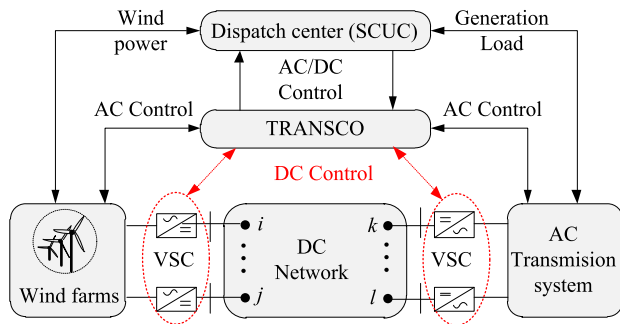 Wind
power
Dispatch center (SCUC)
Generation
Load
AC/DC
Control
AC Control
TRANSCO
AC Control
DC Control
Wind farms
VSC
i
j
DC
Network
k
l
VSC
AC
Transmision
system